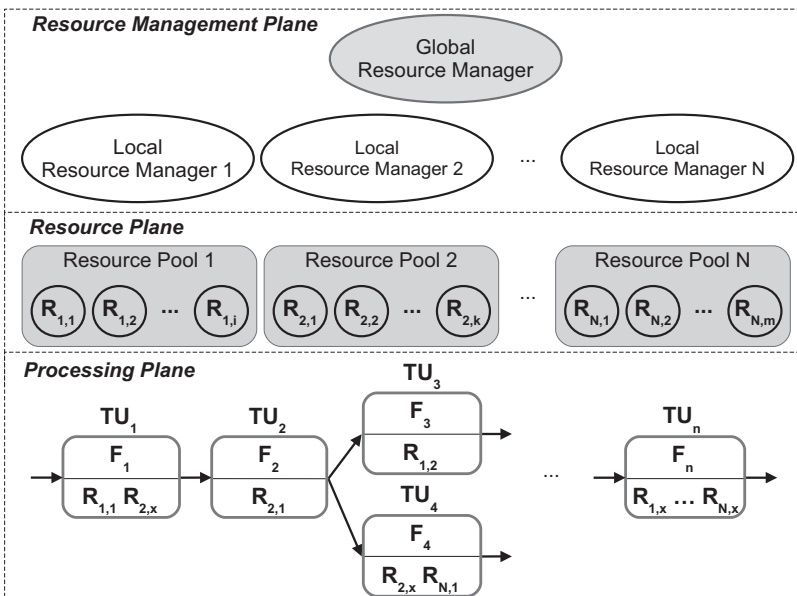 Resource Management Plane
Global
Resource Manager
Local
Resource Manager 1
Local
Resource Manager 2
...
Local
Resource Manager N
Resource Plane
Resource Pool 1
R1,1 R1,2 ... R1,i
Resource Pool 2
R2,1 R2,2 ... R2,k
...
Resource Pool N
RN,1 RN,2 ... RN,m
Processing Plane
TU1
F1
R1,1 R2,x
TU2
F2
R2,1
TU3
F3
R1,2
TU4
F4
R2,x RN,1
...
TUn
Fn
R1,x ... RN,x